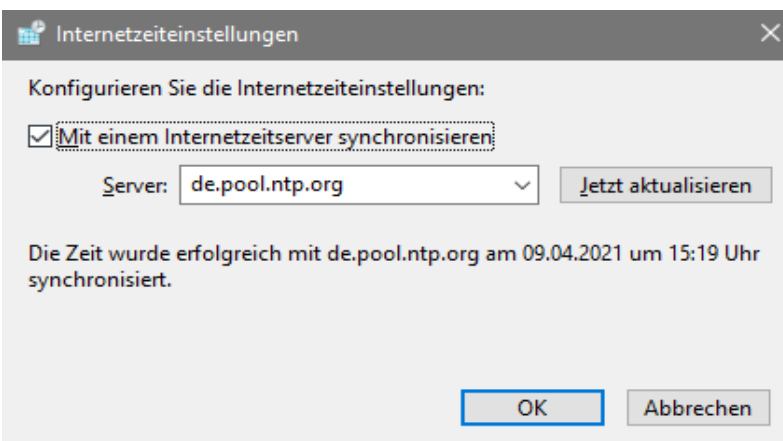 Internetzeiteinstellungen
Konfigurieren Sie die Internetzeiteinstellungen:
Mit einem Internetzeitserver synchronisieren
Server: de.pool.ntp.org Jetzt aktualisieren
Die Zeit wurde erfolgreich mit de.pool.ntp.org am 09.04.2021 um 15:19 Uhr
synchronisiert.
OK Abbrechen